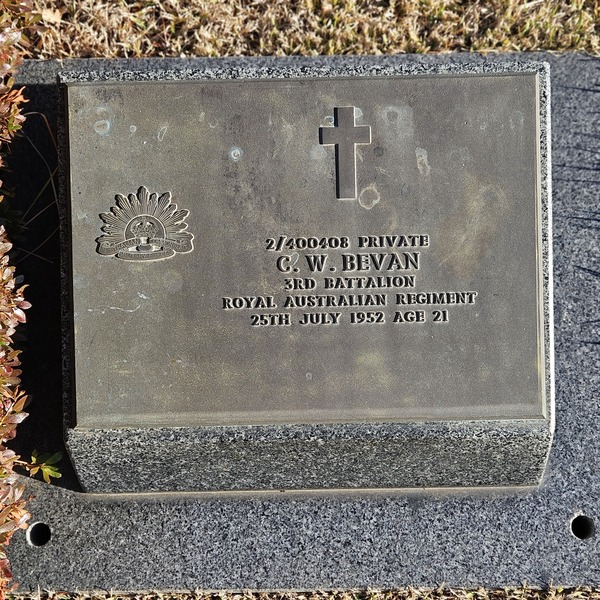 2/400408 PRIVATE
C. W. BEVAN
3RD BATTALION
ROYAL AUSTRALIAN REGIMENT
25TH JULY 1952 AGE 21